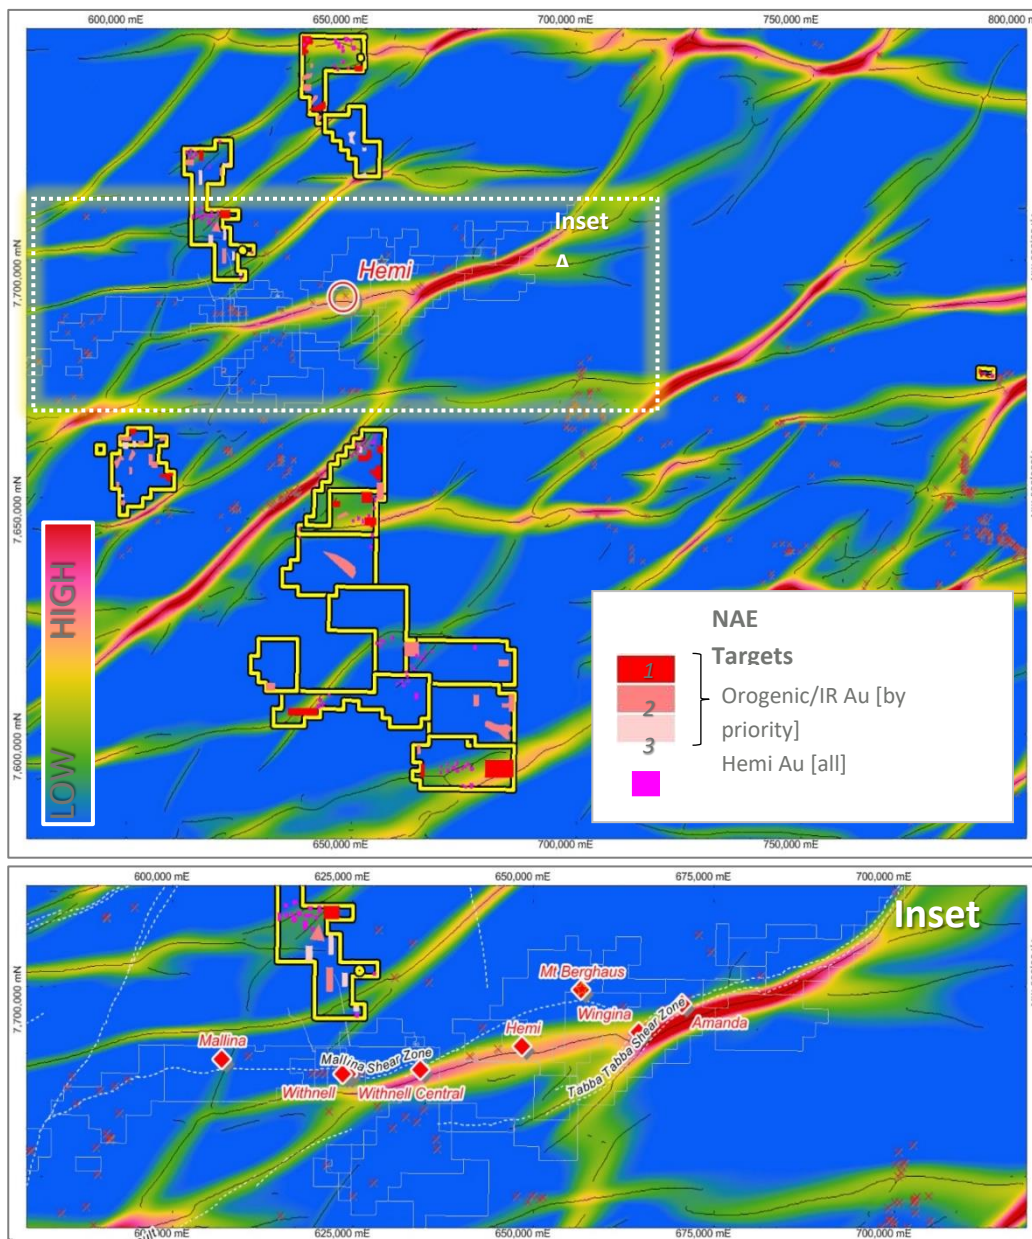 600,000 mE
650,000 mE
700,000 mE
750,000 mE
800,000 mE
7,700,000 mN
Inset
A
Hemi
7,650,000 mN
HIGH
LOW
NAE
Targets
1
2
3
Orogenic/IR Au [by
priority]
Hemi Au [all]
7,600,000 mN
650,000 mE
700,000 mE
750,000 mE
600,000 mE
625,000 mE
650,000 mE
675,000 mE
700,000 mE
Inset
7,700,000 mN
Mt Berghaus
Wingina
Amanda
Hemi
Mallina
Mallina Shear Zone
Tabba Tabba Shear Zone
Withnell
Withnell Central
600,000 mE
625,000 mE
650,000 mE
675,000 mE
700,000 mE